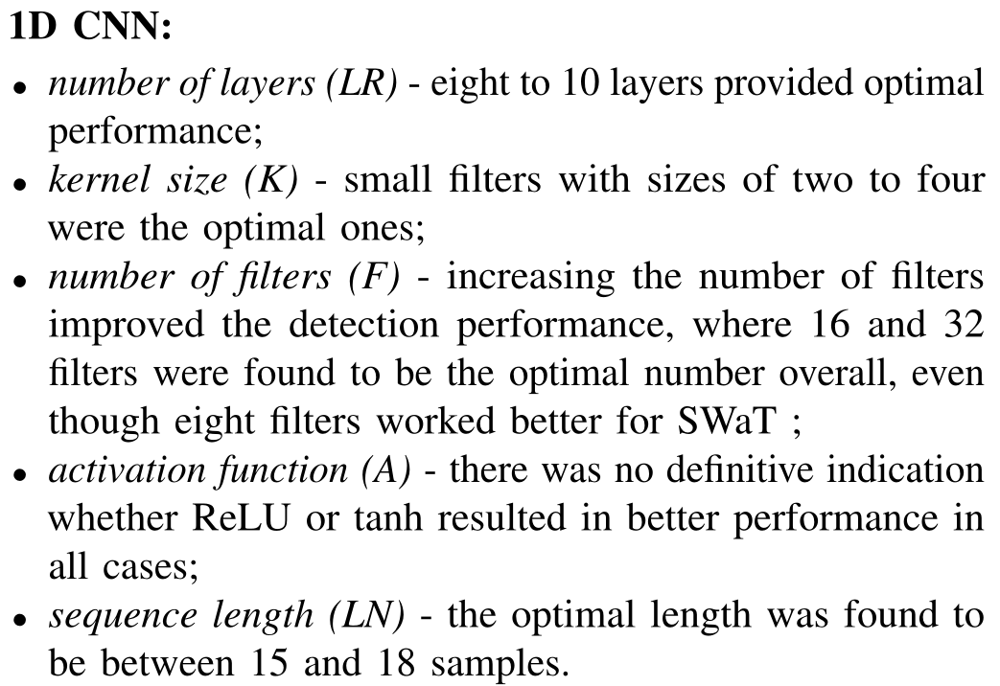 1D CNN:
• number of layers (LR) - eight to 10 layers provided optimal
performance;
• kernel size (K) - small filters with sizes of two to four
were the optimal ones;
• number of filters (F) - increasing the number of filters
improved the detection performance, where 16 and 32
filters were found to be the optimal number overall, even
though eight filters worked better for SWaT ;
• activation function (A) - there was no definitive indication
whether ReLU or tanh resulted in better performance in
all cases;
• sequence length (LN) - the optimal length was found to
be between 15 and 18 samples.